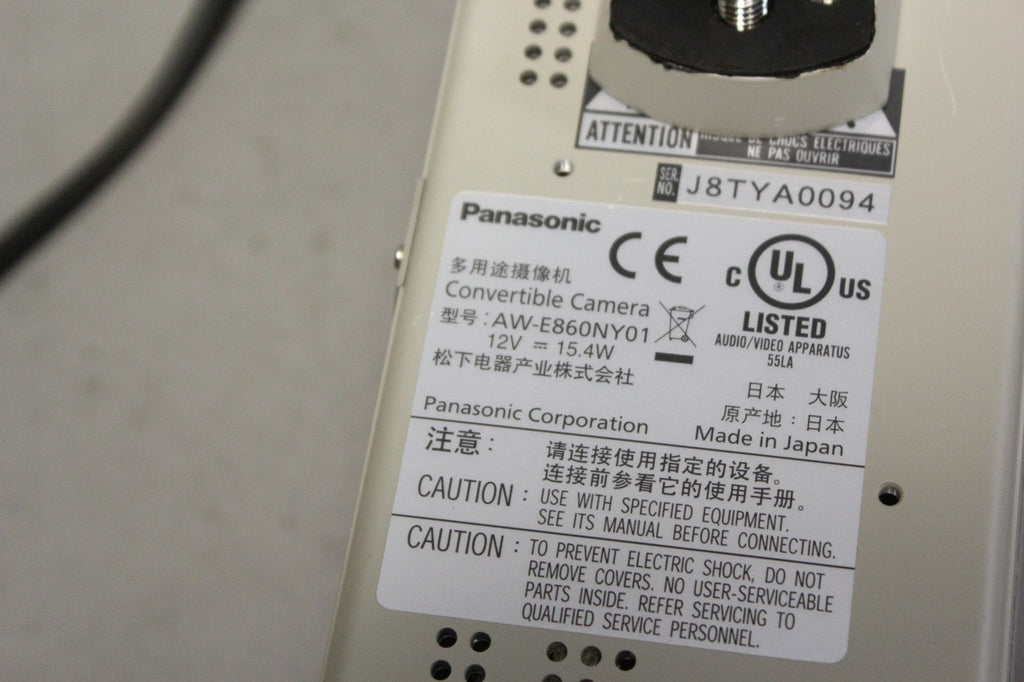 ATTENTION
RISQUE DE CHOCS ELECTRIQUES
NE PAS OUVRIR
SER.
NO.
J8TYA0094
Panasonic
CE
多用途摄像机
Convertible Camera
型号：AW-E860NY01
12V ⎓ 15.4W
松下电器产业株式会社
C UL ® US
LISTED
AUDIO/VIDEO APPARATUS
55LA
日本 大阪
原产地：日本
Panasonic Corporation
Made in Japan
注意：
请连接使用指定的设备。
连接前参看它的使用手册。
CAUTION : USE WITH SPECIFIED EQUIPMENT.
SEE ITS MANUAL BEFORE CONNECTING.
CAUTION : TO PREVENT ELECTRIC SHOCK, DO NOT
REMOVE COVERS. NO USER-SERVICEABLE
PARTS INSIDE. REFER SERVICING TO
QUALIFIED SERVICE PERSONNEL.